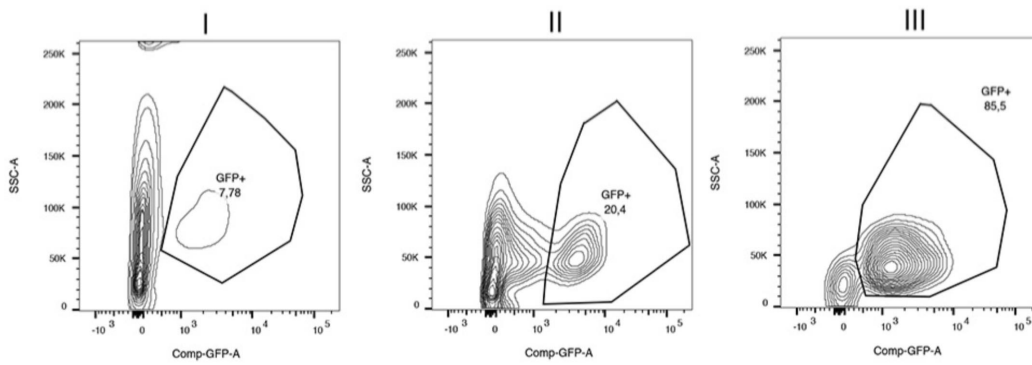 I
II
III
250K
200K
150K
100K
50K
0
SSC-A
GFP+
7,78
-10 3
0
10 3
10 4
10 5
Comp-GFP-A
250K
200K
150K
100K
50K
0
SSC-A
GFP+
20,4
-10 3
0
10 3
10 4
10 5
Comp-GFP-A
250K
200K
150K
100K
50K
0
SSC-A
GFP+
85,5
-10 3
0
10 3
10 4
10 5
Comp-GFP-A